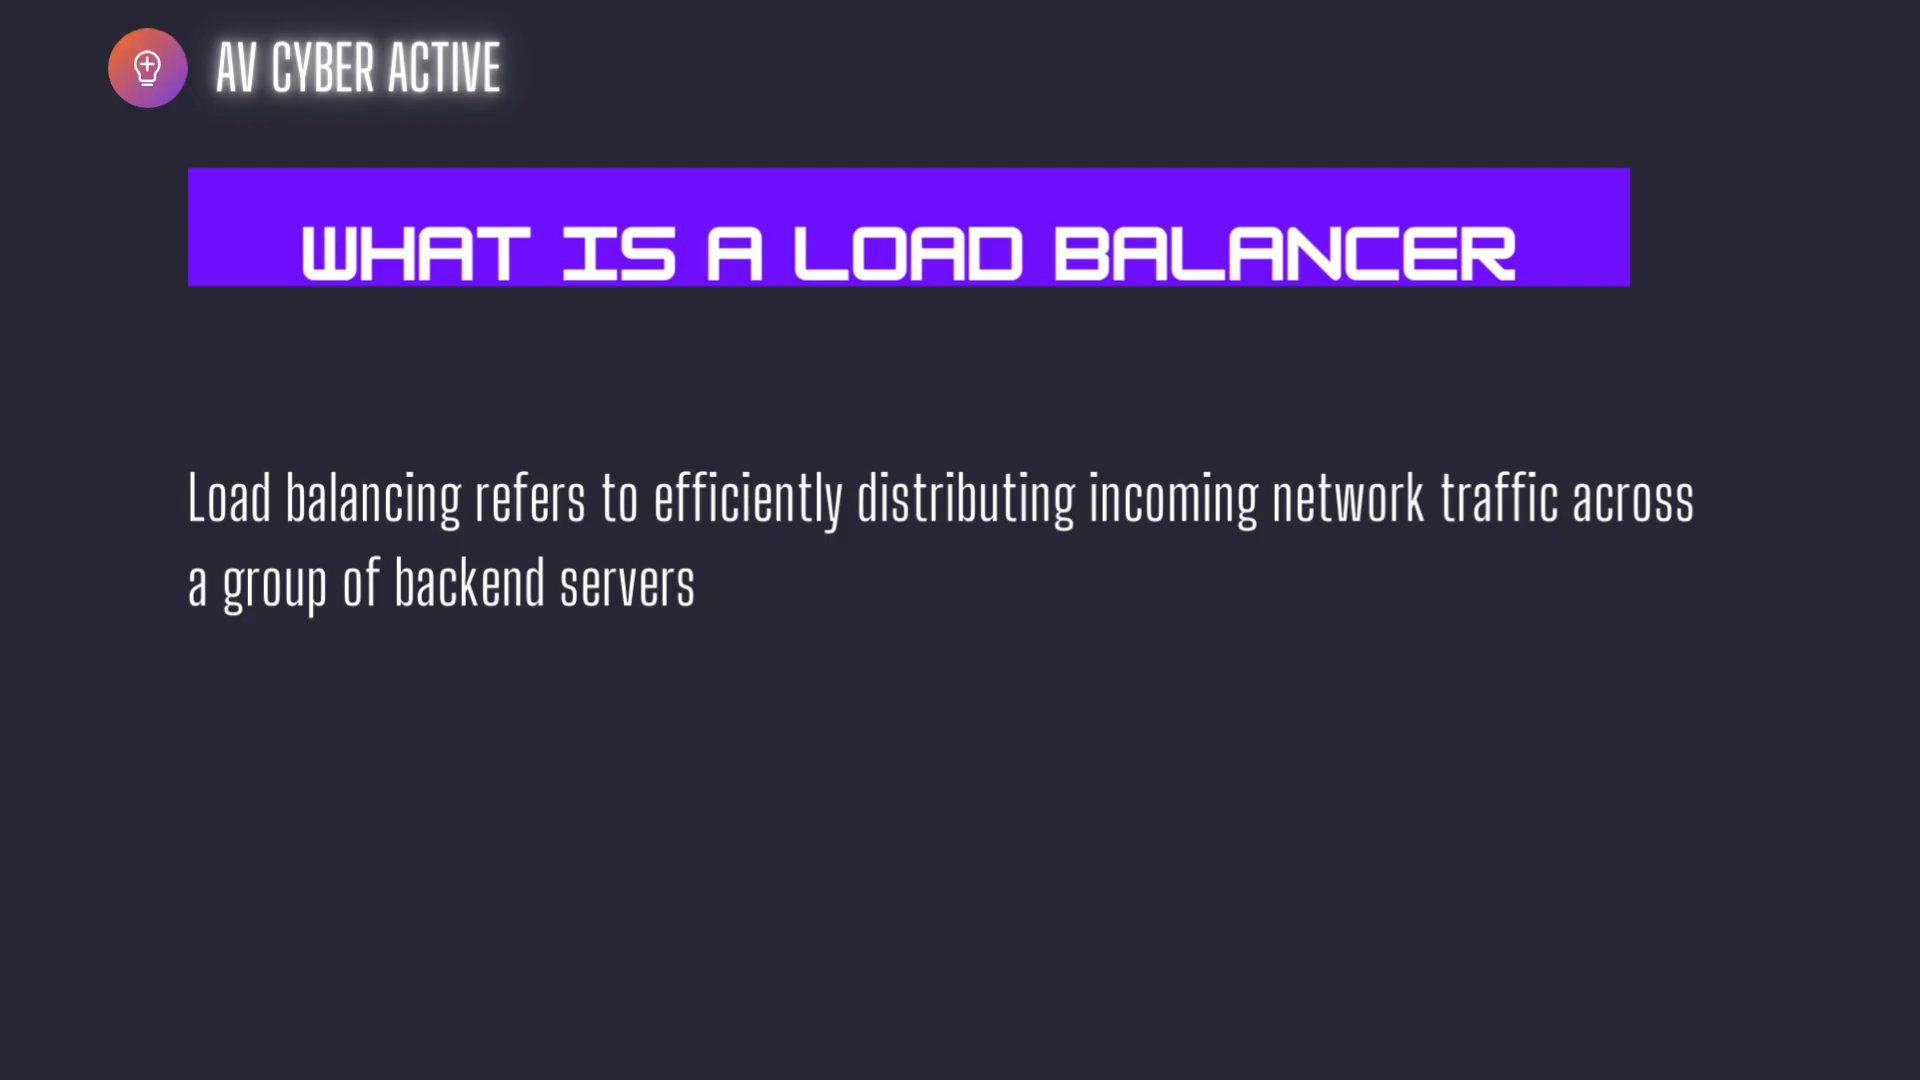 AV CYBER ACTIVE
WHAT IS A LOAD BALANCER
Load balancing refers to efficiently distributing incoming network traffic across
a group of backend servers